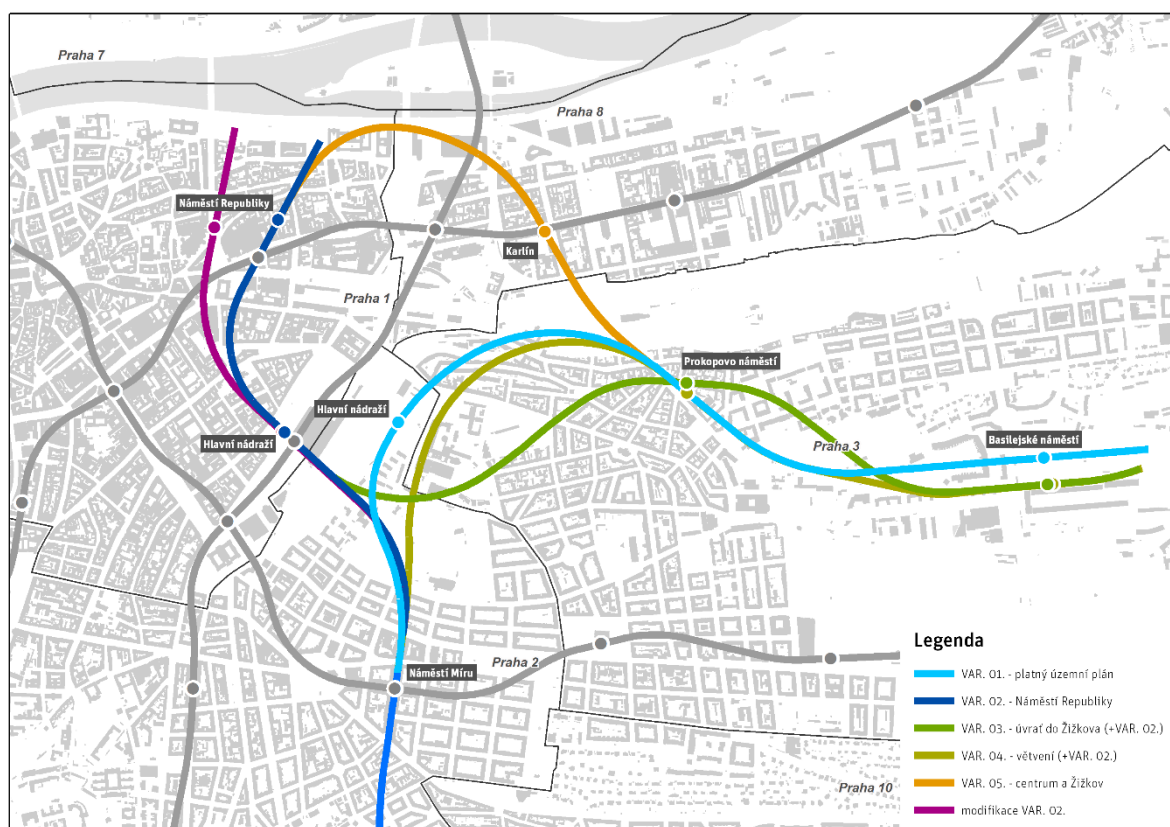 Praha 7
Praha 8
Náměstí Republiky
Karlín
Praha 1
Prokopovo náměstí
Hlavní nádraží
Hlavní nádraží
Praha 3
Basilejské náměstí
Praha 2
Náměstí Míru
Praha 10
Legenda
VAR. 01. - platný územní plán
VAR. 02. - Náměstí Republiky
VAR. 03. - úvrať do Žižkova (+VAR. 02.)
VAR. 04. - větvení (+VAR. 02.)
VAR. 05. - centrum a Žižkov
modifikace VAR. 02.